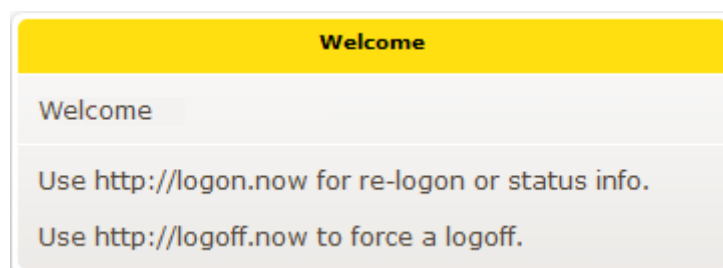 Welcome
Welcome
Use http://logon.now for re-logon or status info.
Use http://logoff.now to force a logoff.